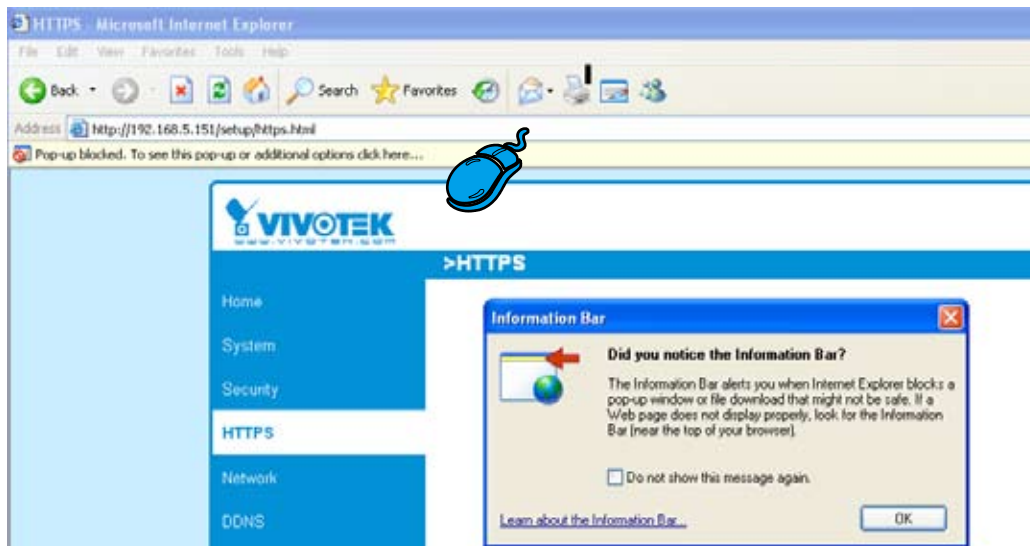 HTTPS - Microsoft Internet Explorer
File Edit View Favorites Tools Help
Back Search Favorites
Address http://192.168.5.151/setup/https.html
Pop-up blocked. To see this pop-up or additional options click here...
VIVOTEK
WWW.VIVOTEK.COM
>HTTPS
Home
System
Security
HTTPS
Network
DDNS
Information Bar
Did you notice the Information Bar?
The Information Bar alerts you when Internet Explorer blocks a
pop-up window or file download that might not be safe. If a
Web page does not display properly, look for the Information
Bar (near the top of your browser).
Do not show this message again.
Learn about the Information Bar...
OK